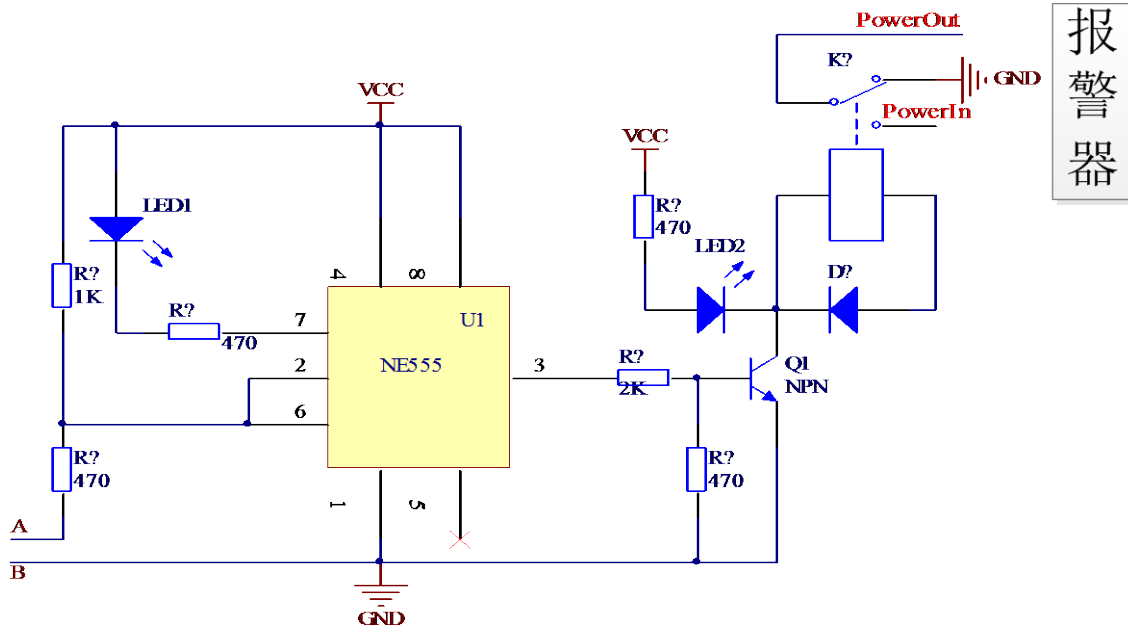 PowerOut
K?
GND
PowerIn
报
警
器
VCC
VCC
LED1
R?
470
LED2
R?
1K
4
8
D?
R?
470
7
U1
NE555
2
3
R?
2K
Q1
NPN
6
R?
470
R?
470
1
5
A
B
GND